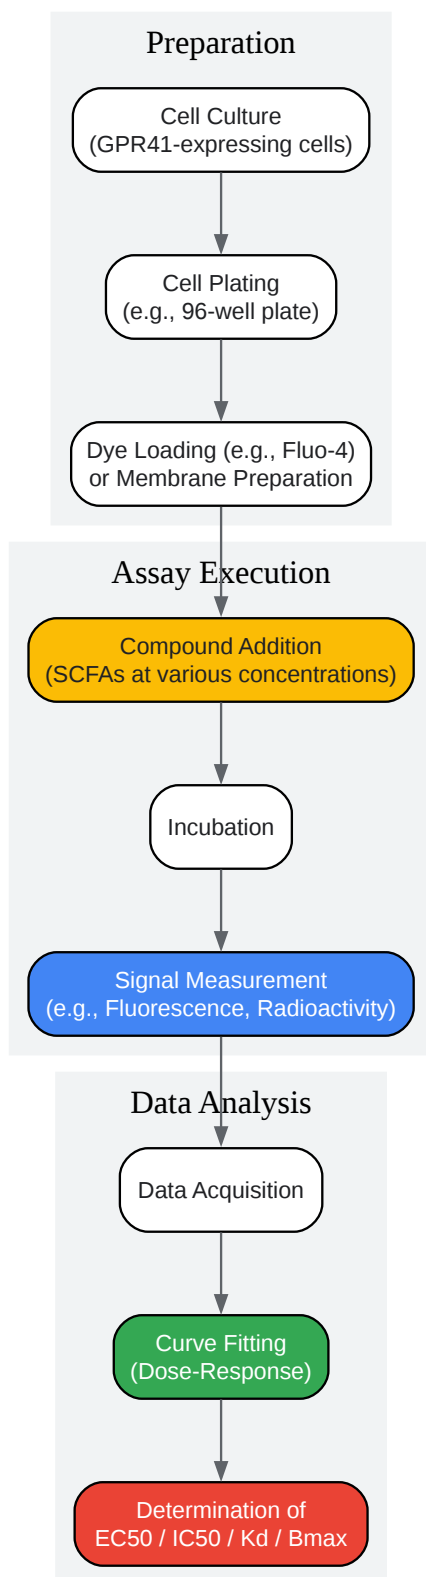 Preparation
Cell Culture
(GPR41-expressing cells)
Cell Plating
(e.g., 96-well plate)
Dye Loading (e.g., Fluo-4)
or Membrane Preparation
Assay Execution
Compound Addition
(SCFAs at various concentrations)
Incubation
Signal Measurement
(e.g., Fluorescence, Radioactivity)
Data Analysis
Data Acquisition
Curve Fitting
(Dose-Response)
Determination of
EC50 / IC50 / Kd / Bmax